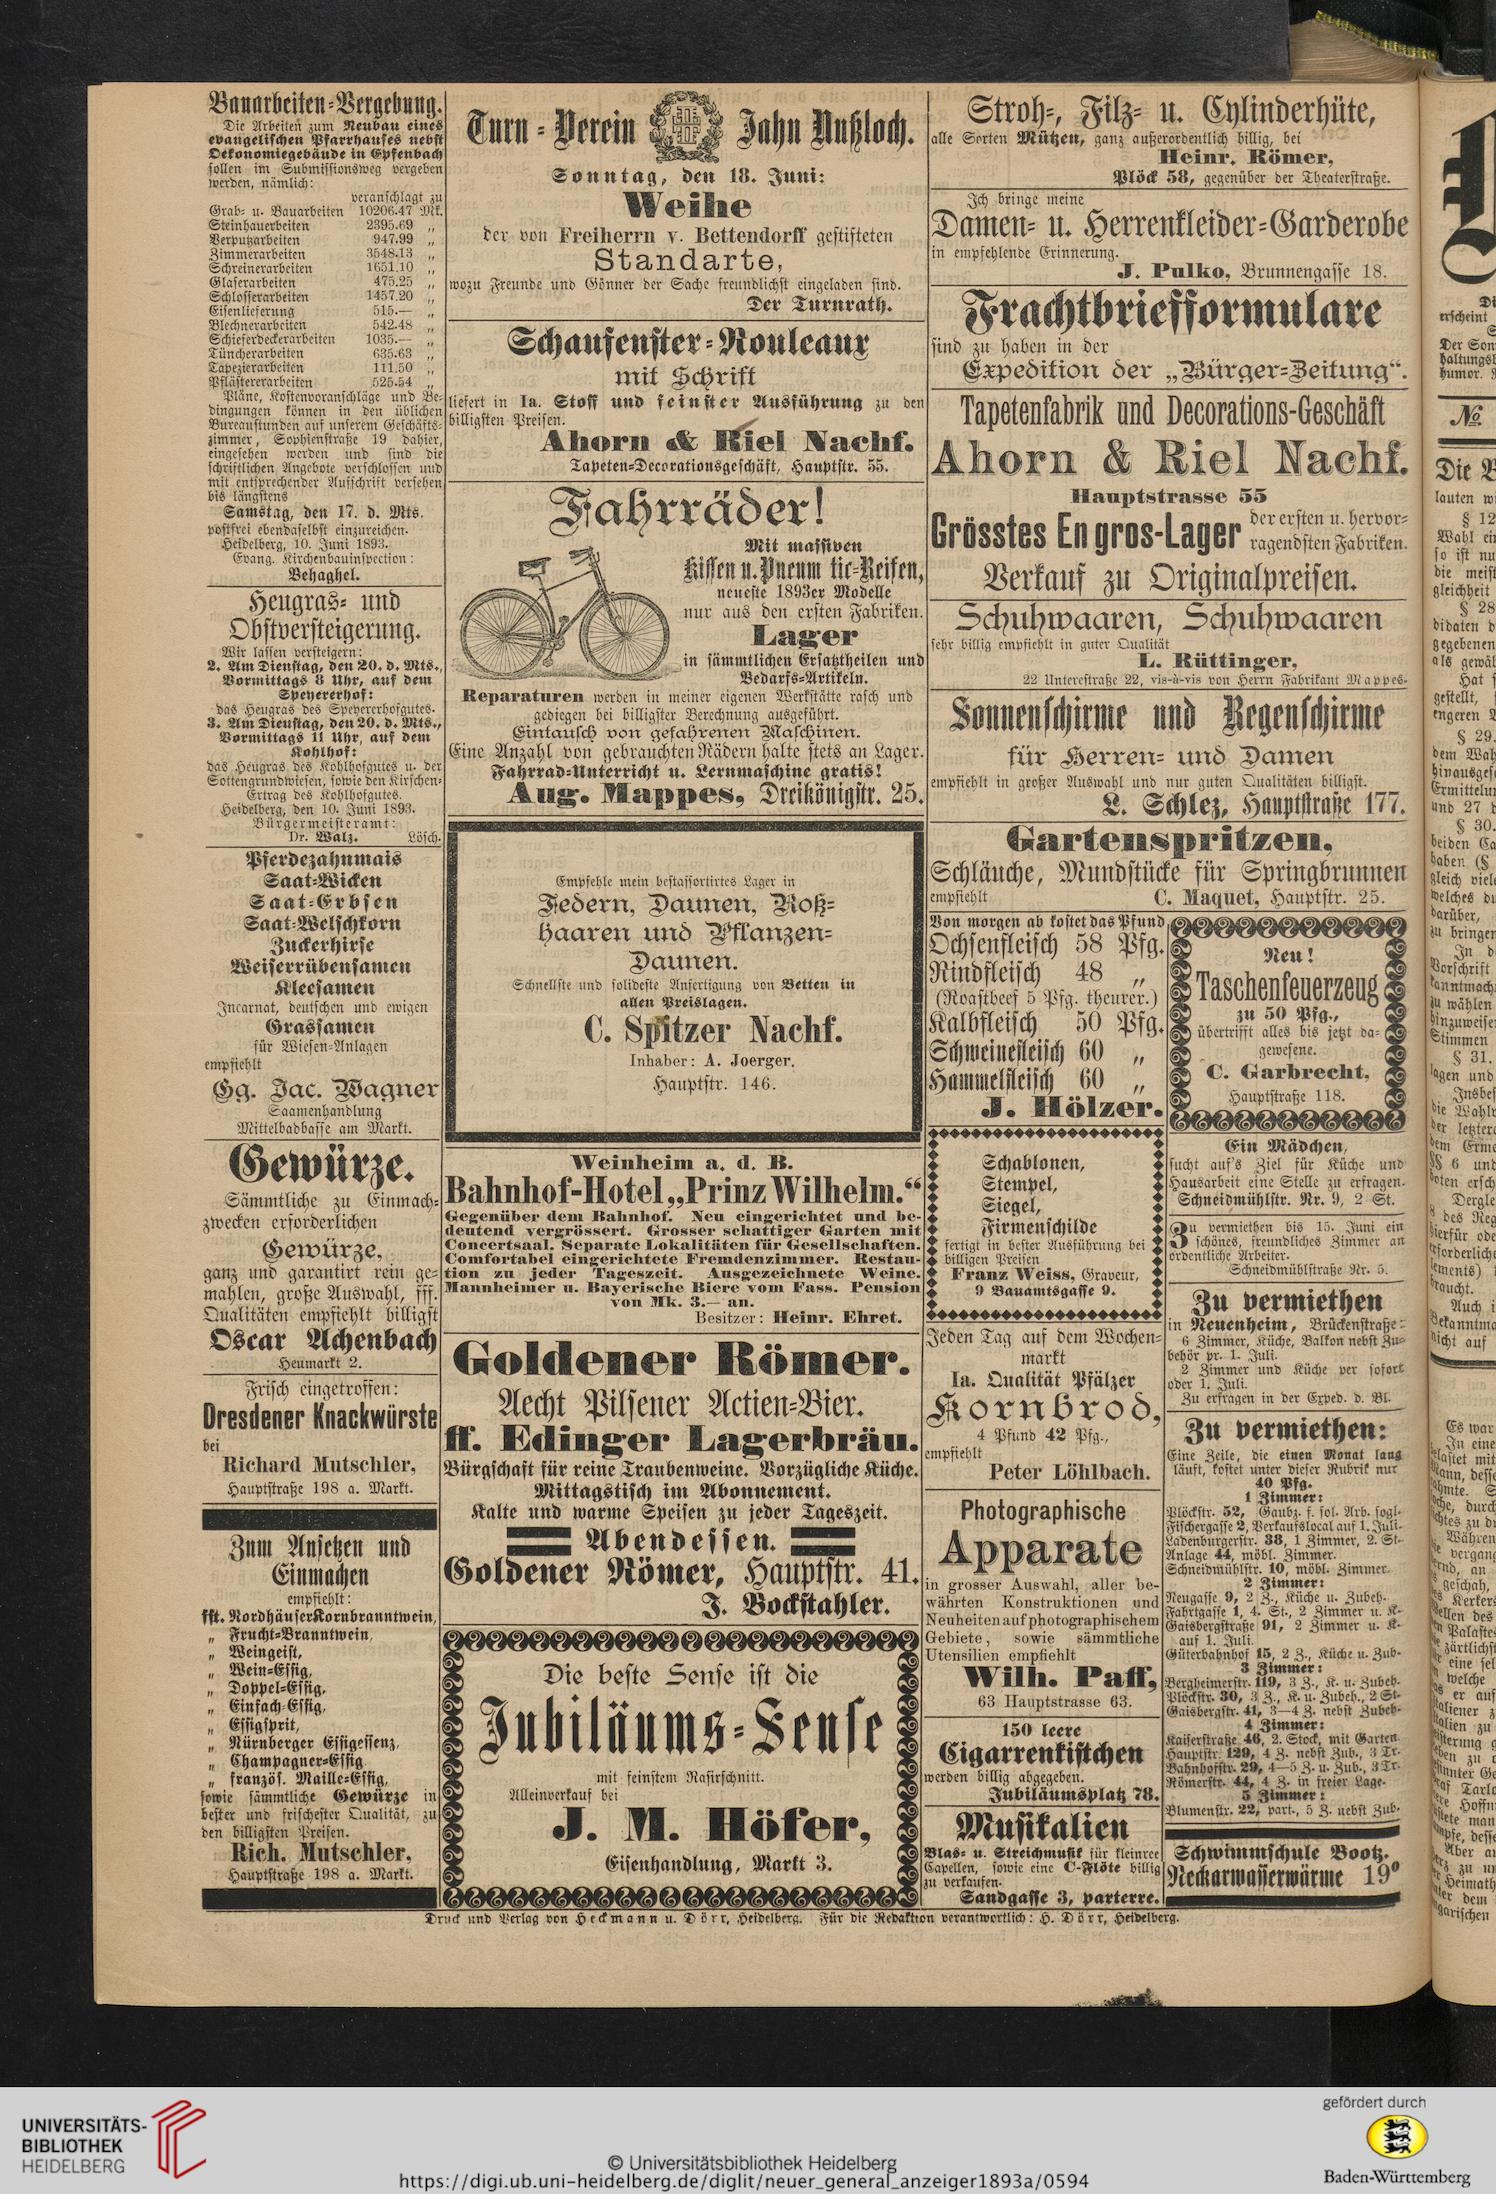 Bauarbeiten-Vergebung.
Die Arbeiten zum Neubau eines
evangelischen Pfarrhauses nebst
Oekonomiegebäude in Epfenbach
sollen im Submissionsweg vergeben
werden, nämlich:
veranschlagt zu
Grab- u. Bauarbeiten 10206.47 Mk.
Steinhauerbeiten 2395.69 „
Verputzarbeiten 947.99 „
Zimmerarbeiten 3548.13 „
Schreinerarbeiten 1651.10 „
Glaserarbeiten 475.25 „
Schlosserarbeiten 1457.20 „
Eisenlieferung 515.— „
Blechnerarbeiten 542.48 „
Schieferdeckerarbeiten 1035.— „
Tüncherarbeiten 635.63 „
Tapezierarbeiten 111.50 „
Pflästererarbeiten 525.54 „
Pläne, Kostenvoranschläge und Be-
dingungen können in den üblichen
Bureaustunden auf unserem Geschäfts-
zimmer, Sophienstraße 19 dahier,
eingesehen werden und sind die
schriftlichen Angebote verschlossen und
mit entsprechender Aufschrift versehen
bis längstens
Samstag, den 17. d. Mts.
postfrei ebendaselbst einzureichen.
Heidelberg, 10. Juni 1893.
Evang. Kirchenbauinspection:
Behaghel.
Heugras- und
Obstversteigerung.
Wir lassen versteigern:
2. Am Dienstag, den 20. d. Mts.,
Vormittags 8 Uhr, auf dem
Speyererhof:
das Heugras des Speyererhofgutes.
3. Am Dienstag, den 20. d. Mts.,
Vormittags 11 Uhr, auf dem
Kohlhof:
das Heugras des Kohlhofgutes u. der
Sottengrundwiesen, sowie den Kirschen-
Ertrag des Kohlhofgutes.
Heidelberg, den 10. Juni 1893.
Bürgermeisteramt:
Dr. Walz. Lösch.
Pferdezahnmais
Saat-Wicken
Saat-Erbsen
Saat-Welschkorn
Zuckerhirse
Weiserrübensamen
Kleesamen
Incarnat, deutschen und ewigen
Grassamen
für Wiesen-Anlagen
empfiehlt
Gg. Jac. Wagner
Saamenhandlung
Mittelbadbasse am Markt.
Gewürze.
Sämmtliche zu Einmach-
zwecken erforderlichen
Gewürze,
ganz und garantirt rein ge-
mahlen, große Auswahl, fff.
Qualitäten empfiehlt billigst
Oscar Achenbach
Heumarkt 2.
Frisch eingetroffen:
Dresdener Knackwürste
bei
Richard Mutschler,
Hauptstraße 198 a. Markt.
Zum Ansetzen und
Einmachen
empfiehlt:
fft. Nordhäuser Kornbranntwein,
„ Frucht-Branntwein,
„ Weingeist,
„ Wein-Essig,
„ Doppel-Essig,
„ Einfach-Essig,
„ Essigsprit,
„ Nürnberger Essigessenz,
„ Champagner-Essig
„ französ. Maille-Essig,
sowie sämmtliche Gewürze in
bester und frischester Qualität, zu
den billigsten Preisen.
Rich. Mutschler,
Hauptstraße 198 a. Markt.
Turn-Verein Jahn Nußloch.
Sonntag, den 18. Juni:
Weihe
der von Freiherrn v. Bettendorff gestifteten
Standarte,
wozu Freunde und Gönner der Sache freundlichst eingeladen sind.
Der Turnrath.
Schaufenster-Rouleaux
mit Schrift
liefert in Ia. Stoff und feinster Ausführung zu den
billigsten Preisen.
Ahorn & Riel Nachf.
Tapeten-Decorationsgeschäft, Hauptstr. 55.
Fahrräder!
Mit massiven
Kissen u. Pneum tic-Reifen,
neueste 1893er Modelle
nur aus den ersten Fabriken.
Lager
in sämmtlichen Ersatztheilen und
Bedarfs-Artikeln.
Reparaturen werden in meiner eigenen Werkstätte rasch und
gediegen bei billigster Berechnung ausgeführt.
Eintausch von gefahrenen Maschinen.
Eine Anzahl von gebrauchten Rädern halte stets an Lager.
Fahrrad-Unterricht u. Lernmaschine gratis!
Aug. Mappes, Dreikönigstr. 25.
Empfehle mein bestassortirtes Lager in
Federn, Daunen, Roß-
haaren und Pflanzen-
Daunen.
Schnellste und solideste Anfertigung von Betten in
allen Preislagen.
C. Spitzer Nachf.
Inhaber: A. Joerger.
Hauptstr. 146.
Weinheim a. d. B.
Bahnhof-Hotel „Prinz Wilhelm.“
Gegenüber dem Bahnhof. Neu eingerichtet und be-
deutend vergrössert. Grosser schattiger Garten mit
Concertsaal. Separate Lokalitäten für Gesellschaften.
Comfortabel eingerichtete Fremdenzimmer. Restau-
tion zu jeder Tageszeit. Ausgezeichnete Weine.
Mannheimer u. Bayerische Biere vom Fass. Pension
von Mk. 3.— an.
Besitzer: Heinr. Ehret.
Goldener Römer.
Aecht Pilsener Actien-Bier.
ff. Edinger Lagerbräu.
Bürgschaft für reine Traubenweine. Vorzügliche Küche.
Mittagstisch im Abonnement.
Kalte und warme Speisen zu jeder Tageszeit.
Abendessen.
Goldener Römer, Hauptstr. 41.
J. Bockstahler.
Die beste Sense ist die
Jubiläums-Sense
mit feinstem Rasirschnitt.
Alleinverkauf bei
J. M. Höfer,
Eisenhandlung, Markt 3.
Stroh-, Filz- u. Cylinderhüte,
alle Sorten Mützen, ganz außerordentlich billig, bei
Heinr. Römer,
Plöck 58, gegenüber der Theaterstraße.
Ich bringe meine
Damen- u. Herrenkleider-Garderobe
in empfehlende Erinnerung.
J. Pulko, Brunnengasse 18.
Frachtbriefformulare
sind zu haben in der
Expedition der „Bürger-Zeitung“.
Tapetenfabrik und Decorations-Geschäft
Ahorn & Riel Nachf.
Hauptstrasse 55
Grösstes En gros-Lager der ersten u. hervor-
ragendsten Fabriken.
Verkauf zu Originalpreisen.
Schuhwaaren, Schuhwaaren
sehr billig empfiehlt in guter Qualität
L. Rüttinger,
22 Unterestraße 22, vis-à-vis von Herrn Fabrikant Mappes.
Sonnenschirme und Regenschirme
für Herren- und Damen
empfiehlt in großer Auswahl und nur guten Qualitäten billigst.
L. Schlez, Hauptstraße 177.
Gartenspritzen,
Schläuche, Mundstücke für Springbrunnen
empfiehlt C. Maquet, Hauptstr. 25.
Von morgen ab kostet das Pfund
Ochsenfleisch 58 Pfg.
Rindfleisch 48 „
(Roastbeef 5 Pfg. theurer.)
Kalbfleisch 50 Pfg.
Schweinefleisch 60 „
Hammelfleisch 60 „
J. Hölzer.
Schablonen,
Stempel,
Siegel,
Firmenschilde
fertigt in bester Ausführung bei
billigen Preisen
Franz Weiss, Graveur,
9 Bauamtsgasse 9.
Jeden Tag auf dem Wochen-
markt
Ia. Qualität Pfälzer
Kornbrod,
4 Pfund 42 Pfg.,
empfiehlt
Peter Löhlbach.
Photographische
Apparate
in grosser Auswahl, aller be-
währten Konstruktionen und
Neuheiten auf photographischem
Gebiete, sowie sämmtliche
Utensilien empfiehlt
Wilh. Paff,
63 Hauptstrasse 63.
150 leere
Cigarrenkistchen
werden billig abgegeben.
Jubiläumsplatz 78.
Musikalien
Blas- u. Streichmusik für kleinree
Capellen, sowie eine C-Flöte billig
zu verkaufen.
Sandgasse 3, parterre.
Neu!
Taschenfeuerzeug
zu 50 Pfg.,
übertrifft alles bis jetzt da-
gewesene.
C. Garbrecht,
Hauptstraße 118.
Ein Mädchen,
sucht auf's Ziel für Küche und
Hausarbeit eine Stelle zu erfragen.
Schneidmühlstr. Nr. 9, 2 St.
Zu vermiethen bis 15. Juni ein
schönes, freundliches Zimmer an
ordentliche Arbeiter.
Schneidmühlstraße Nr. 5.
Zu vermiethen
in Neuenheim, Brückenstraße:
6 Zimmer, Küche, Balkon nebst Zu-
behör pr. 1. Juli.
2 Zimmer und Küche per sofort
oder 1. Juli.
Zu erfragen in der Exped. d. Bl.
Zu vermiethen:
Eine Zeile, die einen Monat lang
läuft, kostet unter dieser Rubrik nur
40 Pfg.
1 Zimmer:
Plöckstr. 52, Gaubz. f. sol. Arb. sogl.
Fischergasse 2, Verkaufslocal auf 1. Juli.
Ladenburgerstr. 38, 1 Zimmer, 2. St.
Anlage 44, möbl. Zimmer.
Schneidmühlstr. 10, möbl. Zimmer.
2 Zimmer:
Neugasse 9, 2 Z., Küche u. Zubeh.
Fahrtgasse 1, 4. St., 2 Zimmer u. K.
Gaisbergstraße 91, 2 Zimmer u. K.
auf 1. Juli.
Güterbahnhof 15, 2 Z., Küche u. Zub.
3 Zimmer:
Bergheimerstr. 119, 3 Z., K. u. Zubeh.
Plöckstr. 30, 3 Z., K. u. Zubeh., 2 St.
Gaisbergstr. 41, 3—4 Z. nebst Zubeh.
4 Zimmer:
Kaiserstraße 46, 2. Stock, mit Garten.
Hauptstr. 129, 4 Z. nebst Zub., 3 Tr.
Bahnhofstr. 29, 4—5 Z. u. Zub., 3 Tr.
Römerstr. 44, 4 Z. in freier Lage.
5 Zimmer:
Blumenstr. 22, part., 5 Z. nebst Zub.
Schwimmschule Bootz.
Neckarwasserwärme 19°
Druck und Verlag von Heckmann u. Dörr, Heidelberg. Für die Redaktion verantwortlich: H. Dörr, Heidelberg.
UNIVERSITÄTS-
BIBLIOTHEK
HEIDELBERG
© Universitätsbibliothek Heidelberg
https://digi.ub.uni-heidelberg.de/diglit/neuer_general_anzeiger1893a/0594
gefördert durch
Baden-Württemberg